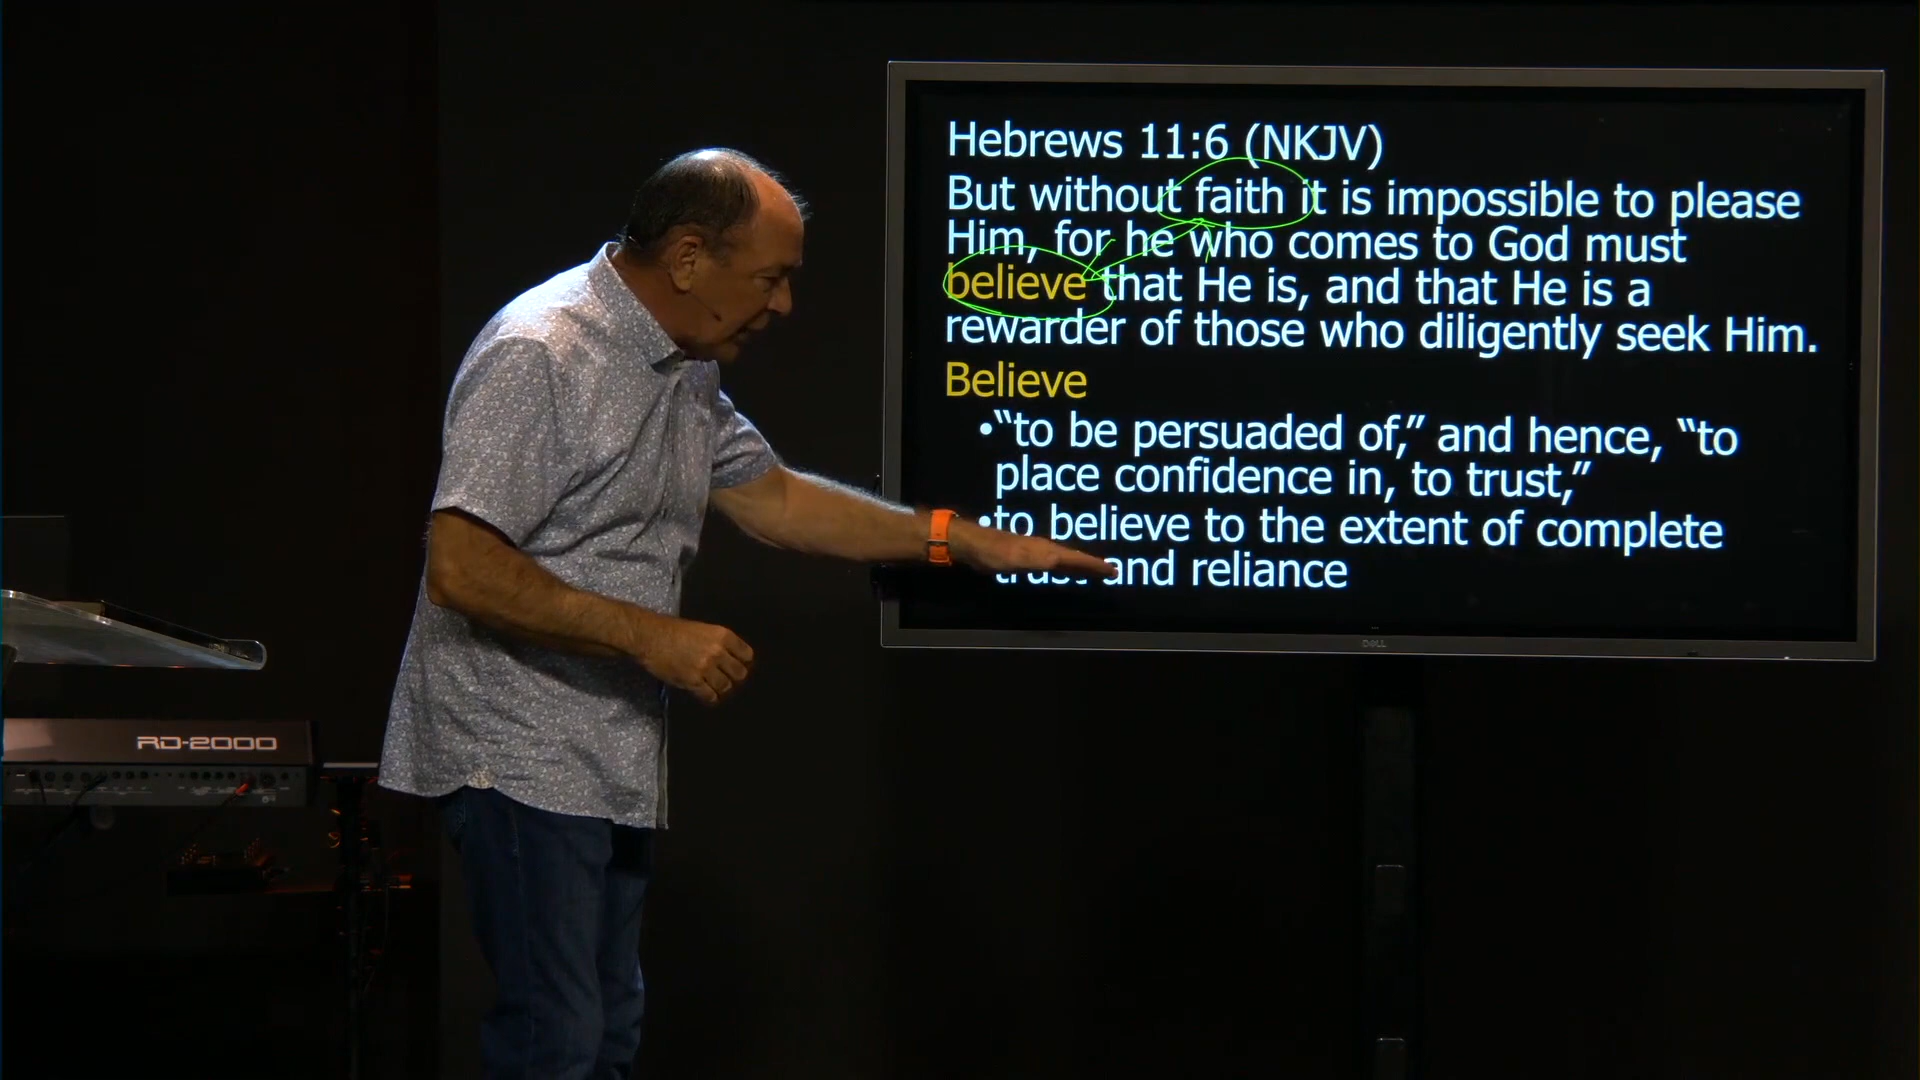 Hebrews 11:6 (NKJV)
But without faith it is impossible to please
Him, for he who comes to God must
believe that He is, and that He is a
rewarder of those who diligently seek Him.
Believe
•“to be persuaded of,” and hence, “to
place confidence in, to trust,”
•to believe to the extent of complete
trust and reliance
DELL
RD-2000